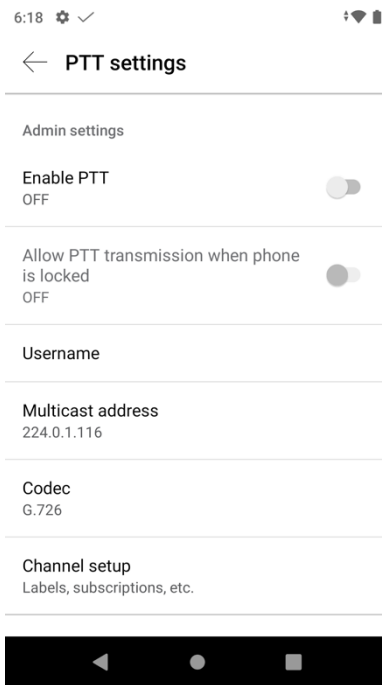 6:18
PTT settings
Admin settings
Enable PTT
OFF
Allow PTT transmission when phone
is locked
OFF
Username
Multicast address
224.0.1.116
Codec
G.726
Channel setup
Labels, subscriptions, etc.